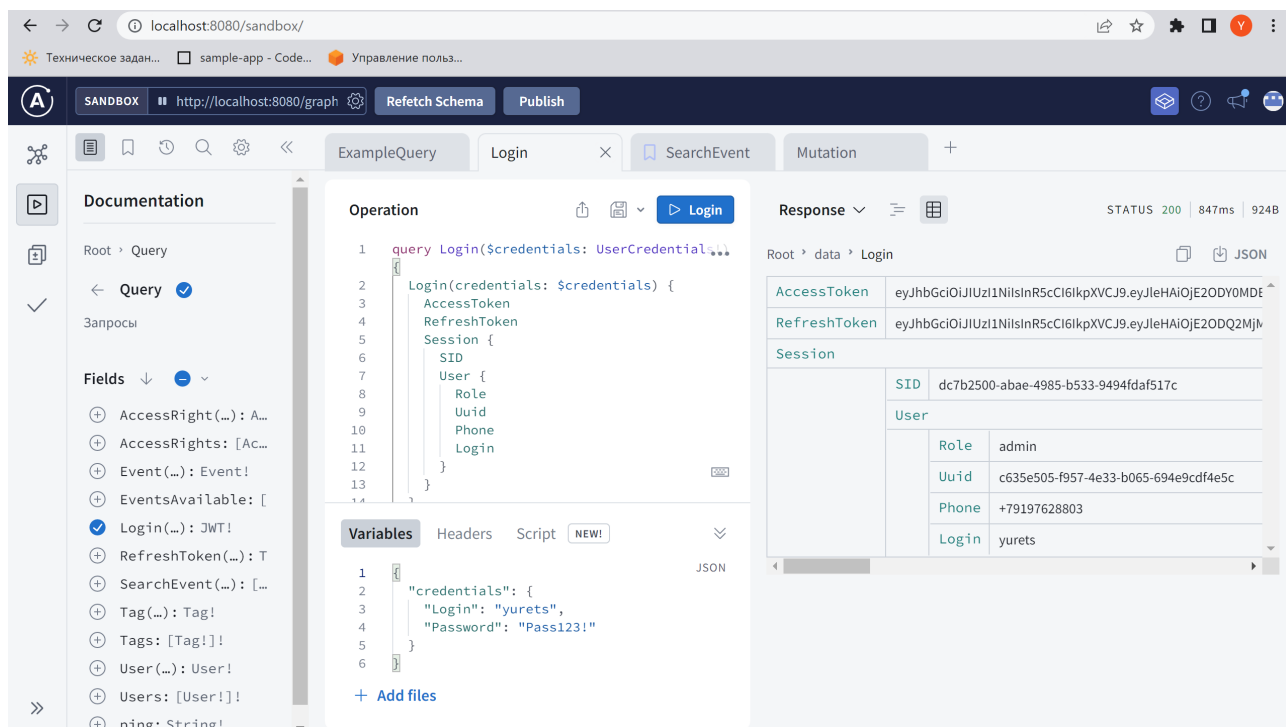 localhost:8080/sandbox/
Y
Техническое задан...
sample-app - Code...
Управление польз...
A
SANDBOX
http://localhost:8080/graph
Refetch Schema
Publish
ExampleQuery
Login
SearchEvent
Mutation
Documentation
Root › Query
Query
Запросы
Fields
AccessRight(…): A…
AccessRights: [Ac…
Event(…): Event!
EventsAvailable: [
Login(…): JWT!
RefreshToken(…): T
SearchEvent(…): […
Tag(…): Tag!
Tags: [Tag!]!
User(…): User!
Users: [User!]!
ping: String!
Operation
Login
1 query Login($credentials: UserCredentials!)
{
2 Login(credentials: $credentials) {
3 AccessToken
4 RefreshToken
5 Session {
6 SID
7 User {
8 Role
9 Uuid
10 Phone
11 Login
12 }
13 }
14 }
Variables
Headers
Script
NEW!
JSON
1 {
2 "credentials": {
3 "Login": "yurets",
4 "Password": "Pass123!"
5 }
6 }
+ Add files
Response
STATUS 200
847ms
924B
Root › data › Login
JSON
AccessToken eyJhbGciOiJIUzI1NiIsInR5cCI6IkpXVCJ9.eyJleHAiOjE2ODY0MDE
RefreshToken eyJhbGciOiJIUzI1NiIsInR5cCI6IkpXVCJ9.eyJleHAiOjE2ODQ2MjM
Session
SID dc7b2500-abae-4985-b533-9494fdaf517c
User
Role admin
Uuid c635e505-f957-4e33-b065-694e9cdf4e5c
Phone +79197628803
Login yurets